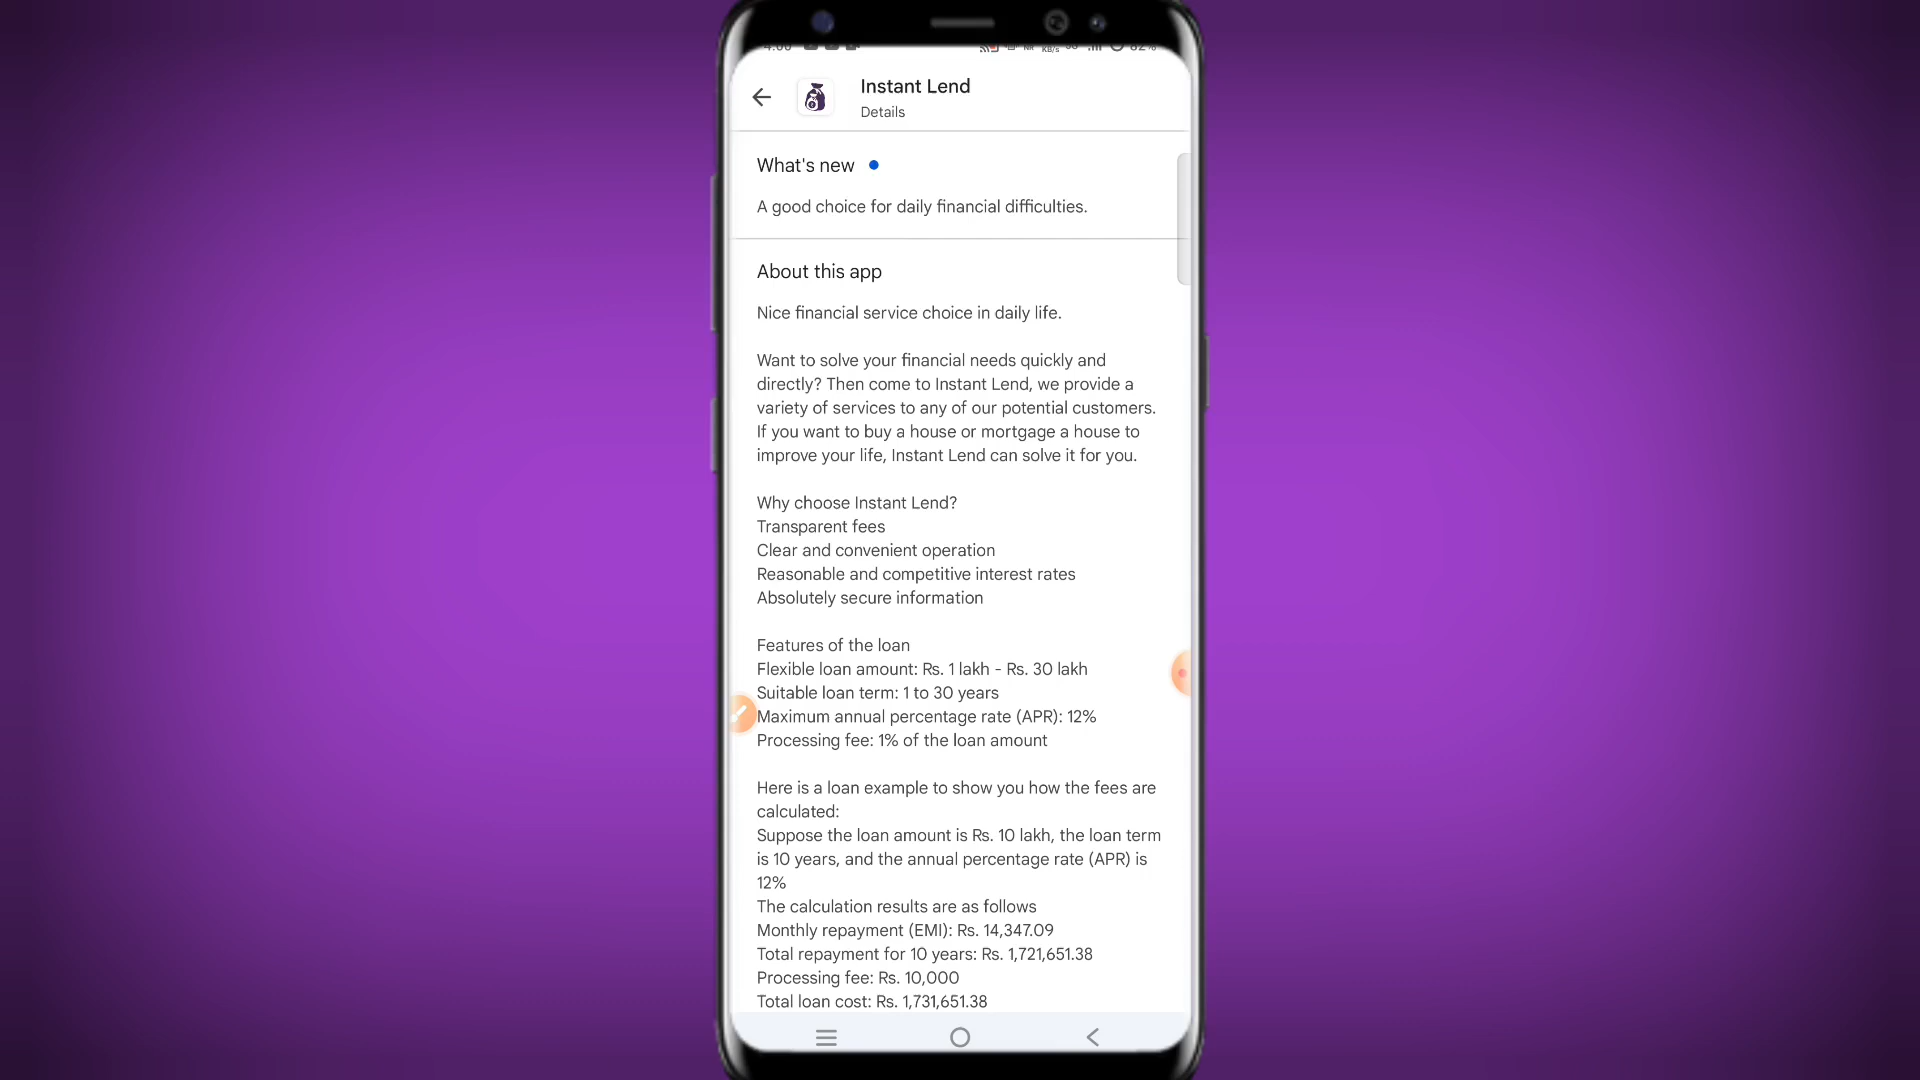 Instant Lend
Details
What's new
A good choice for daily financial difficulties.
About this app
Nice financial service choice in daily life.
Want to solve your financial needs quickly and
directly? Then come to Instant Lend, we provide a
variety of services to any of our potential customers.
If you want to buy a house or mortgage a house to
improve your life, Instant Lend can solve it for you.
Why choose Instant Lend?
Transparent fees
Clear and convenient operation
Reasonable and competitive interest rates
Absolutely secure information
Features of the loan
Flexible loan amount: Rs. 1 lakh - Rs. 30 lakh
Suitable loan term: 1 to 30 years
Maximum annual percentage rate (APR): 12%
Processing fee: 1% of the loan amount
Here is a loan example to show you how the fees are
calculated:
Suppose the loan amount is Rs. 10 lakh, the loan term
is 10 years, and the annual percentage rate (APR) is
12%
The calculation results are as follows
Monthly repayment (EMI): Rs. 14,347.09
Total repayment for 10 years: Rs. 1,721,651.38
Processing fee: Rs. 10,000
Total loan cost: Rs. 1,731,651.38